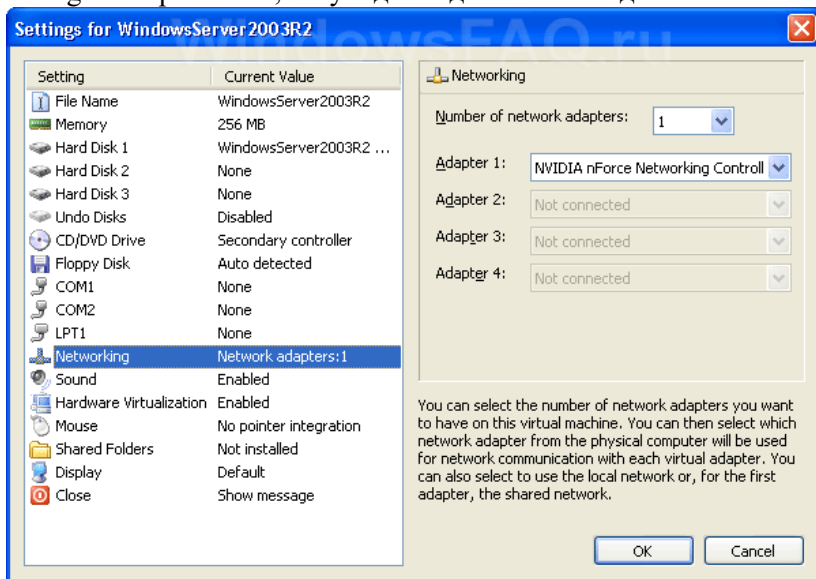 Settings for WindowsServer2003R2
WindowsFAQ.ru
Setting Current Value
File Name WindowsServer2003R2
Memory 256 MB
Hard Disk 1 WindowsServer2003R2 ...
Hard Disk 2 None
Hard Disk 3 None
Undo Disks Disabled
CD/DVD Drive Secondary controller
Floppy Disk Auto detected
COM1 None
COM2 None
LPT1 None
Networking Network adapters:1
Sound Enabled
Hardware Virtualization Enabled
Mouse No pointer integration
Shared Folders Not installed
Display Default
Close Show message
Networking
Number of network adapters: 1
Adapter 1: NVIDIA nForce Networking Controll
Adapter 2: Not connected
Adapter 3: Not connected
Adapter 4: Not connected
You can select the number of network adapters you want
to have on this virtual machine. You can then select which
network adapter from the physical computer will be used
for network communication with each virtual adapter. You
can also select to use the local network or, for the first
adapter, the shared network.
OK Cancel